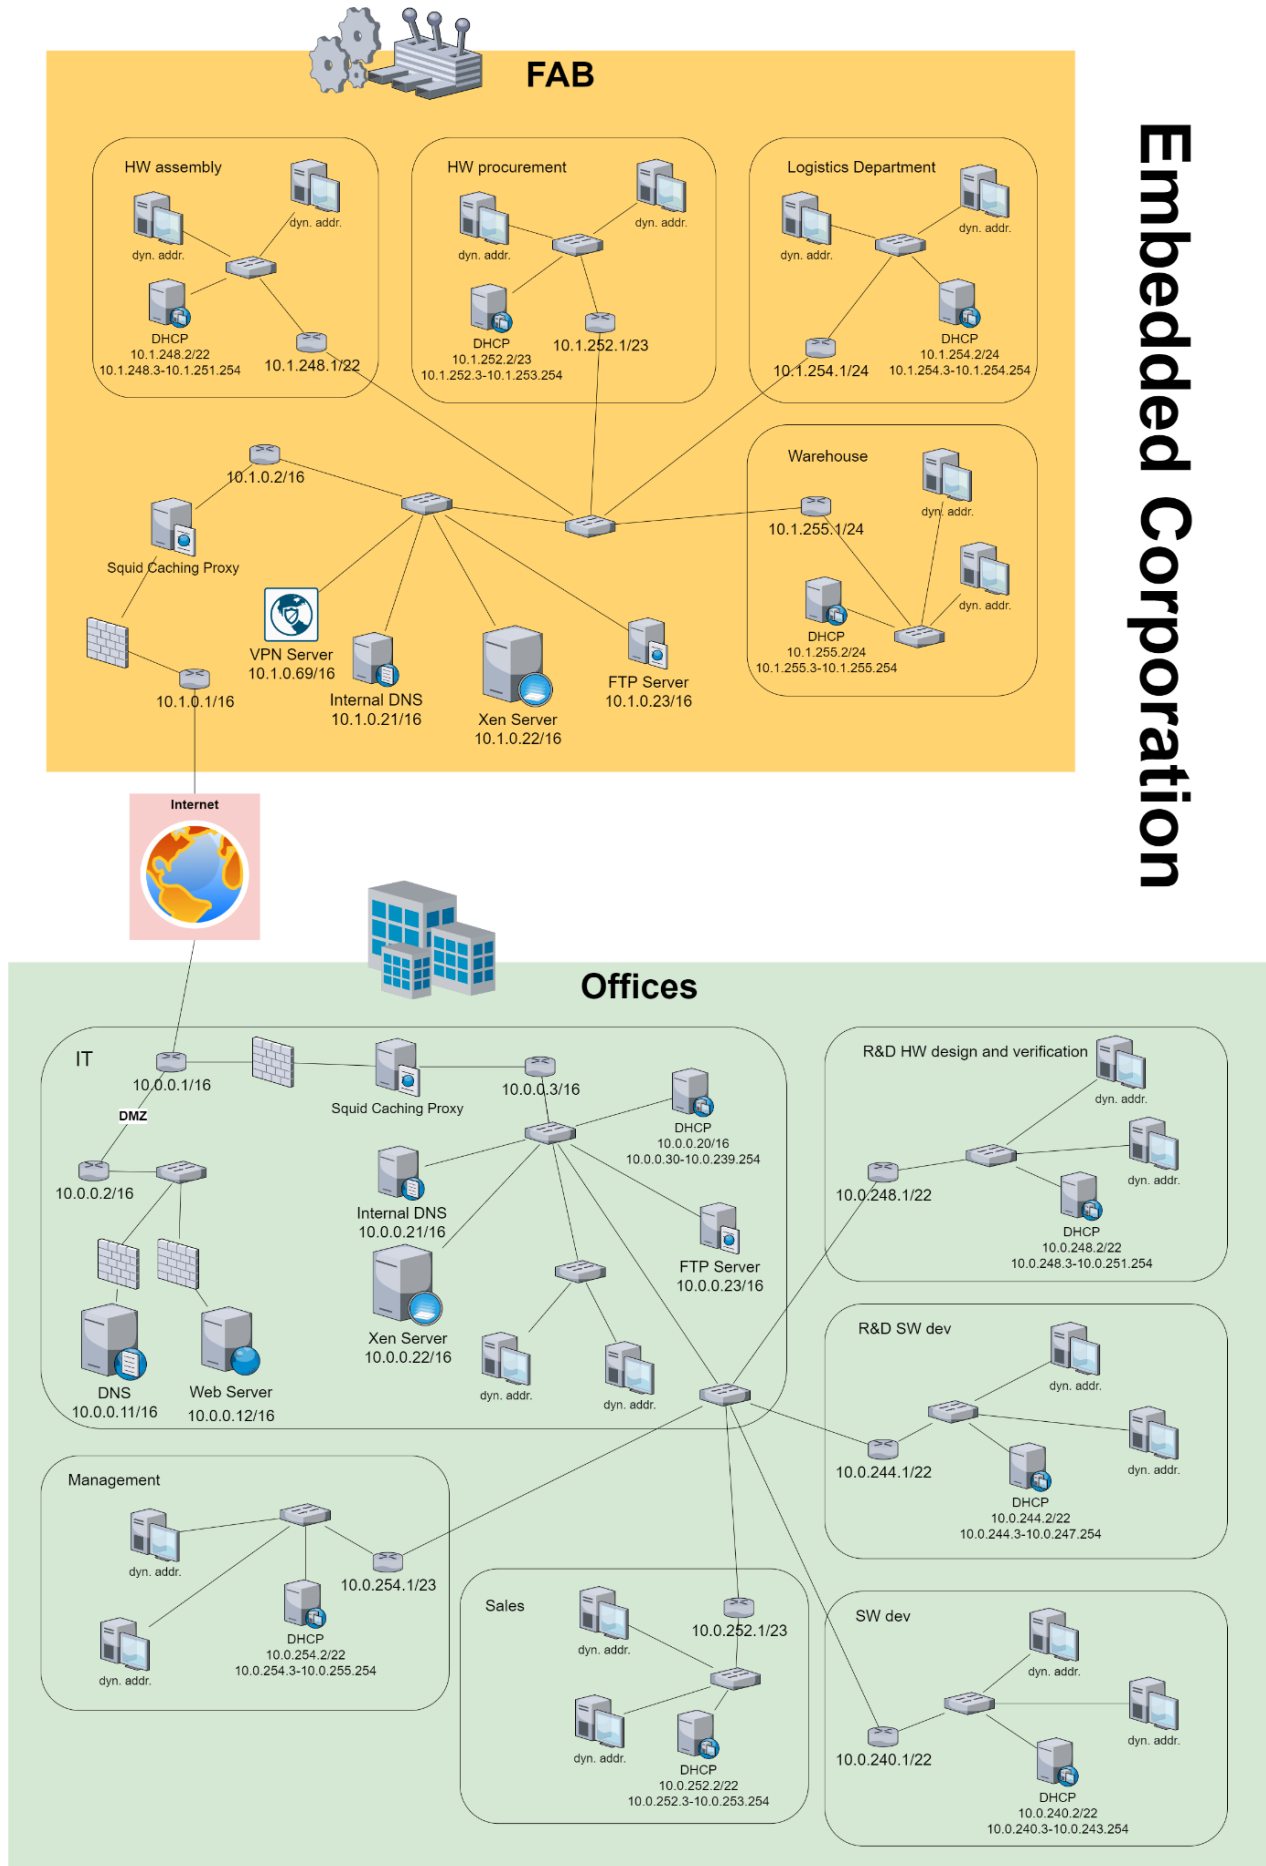 FAB
Embedded Corporation
HW assembly
dyn. addr.
dyn. addr.
DHCP
10.1.248.2/22
10.1.248.3-10.1.251.254
10.1.248.1/22
HW procurement
dyn. addr.
dyn. addr.
DHCP
10.1.252.2/23
10.1.252.3-10.1.253.254
10.1.252.1/23
Logistics Department
dyn. addr.
dyn. addr.
DHCP
10.1.254.2/24
10.1.254.3-10.1.254.254
10.1.254.1/24
Warehouse
dyn. addr.
10.1.255.1/24
dyn. addr.
DHCP
10.1.255.2/24
10.1.255.3-10.1.255.254
10.1.0.2/16
Squid Caching Proxy
VPN Server
10.1.0.69/16
Internal DNS
10.1.0.21/16
Xen Server
10.1.0.22/16
FTP Server
10.1.0.23/16
10.1.0.1/16
Internet
Offices
IT
10.0.0.1/16
DMZ
Squid Caching Proxy
10.0.0.3/16
DHCP
10.0.0.20/16
10.0.0.30-10.0.239.254
10.0.0.2/16
Internal DNS
10.0.0.21/16
FTP Server
10.0.0.23/16
Xen Server
10.0.0.22/16
dyn. addr.
dyn. addr.
DNS
10.0.0.11/16
Web Server
10.0.0.12/16
R&D HW design and verification
dyn. addr.
dyn. addr.
10.0.248.1/22
DHCP
10.0.248.2/22
10.0.248.3-10.0.251.254
R&D SW dev
dyn. addr.
dyn. addr.
10.0.244.1/22
DHCP
10.0.244.2/22
10.0.244.3-10.0.247.254
Management
dyn. addr.
10.0.254.1/23
dyn. addr.
DHCP
10.0.254.2/22
10.0.254.3-10.0.255.254
Sales
dyn. addr.
10.0.252.1/23
dyn. addr.
DHCP
10.0.252.2/22
10.0.252.3-10.0.253.254
SW dev
dyn. addr.
dyn. addr.
10.0.240.1/22
DHCP
10.0.240.2/22
10.0.240.3-10.0.243.254